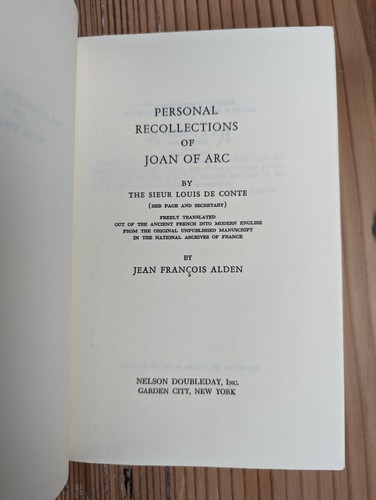 PERSONAL
RECOLLECTIONS
OF
JOAN OF ARC
BY
THE SIEUR LOUIS DE CONTE
(HER PAGE AND SECRETARY)
FREELY TRANSLATED
OUT OF THE ANCIENT FRENCH INTO MODERN ENGLISH
FROM THE ORIGINAL UNPUBLISHED MANUSCRIPT
IN THE NATIONAL ARCHIVES OF FRANCE
BY
JEAN FRANÇOIS ALDEN
NELSON DOUBLEDAY, INC.
GARDEN CITY, NEW YORK